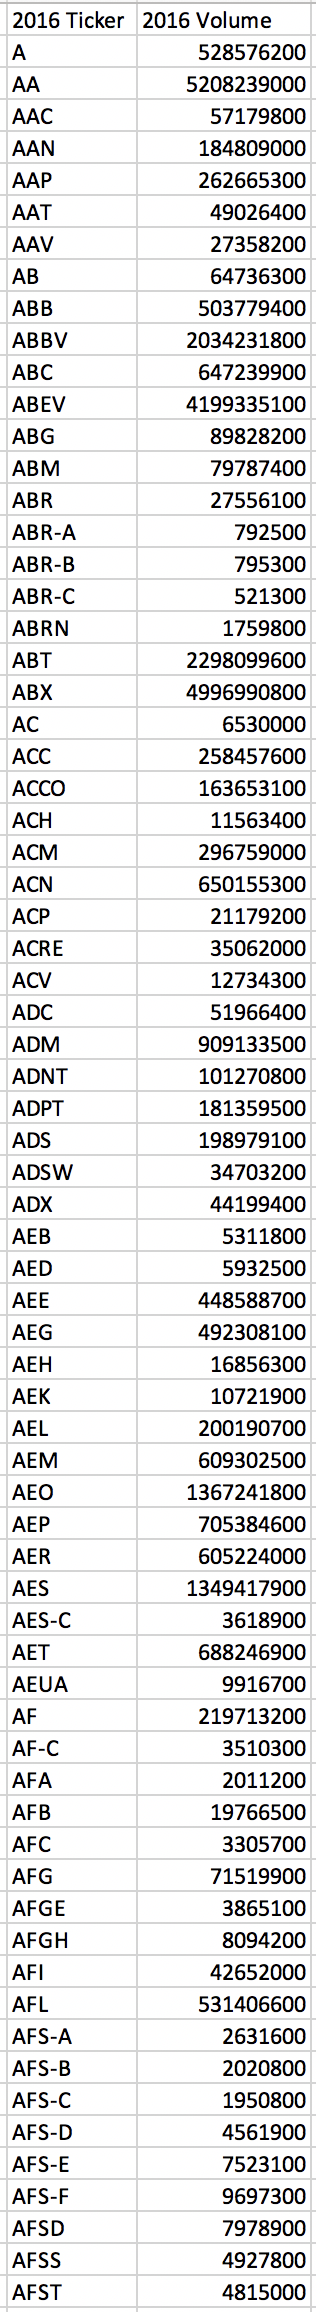 2016 Ticker 2016 Volume
A 528576200
AA 5208239000
AAC 57179800
AAN 184809000
AAP 262665300
AAT 49026400
AAV 27358200
AB 64736300
ABB 503779400
ABBV 2034231800
ABC 647239900
ABEV 4199335100
ABG 89828200
ABM 79787400
ABR 27556100
ABR-A 792500
ABR-B 795300
ABR-C 521300
ABRN 1759800
ABT 2298099600
ABX 4996990800
AC 6530000
ACC 258457600
ACCO 163653100
ACH 11563400
ACM 296759000
ACN 650155300
ACP 21179200
ACRE 35062000
ACV 12734300
ADC 51966400
ADM 909133500
ADNT 101270800
ADPT 181359500
ADS 198979100
ADSW 34703200
ADX 44199400
AEB 5311800
AED 5932500
AEE 448588700
AEG 492308100
AEH 16856300
AEK 10721900
AEL 200190700
AEM 609302500
AEO 1367241800
AEP 705384600
AER 605224000
AES 1349417900
AES-C 3618900
AET 688246900
AEUA 9916700
AF 219713200
AF-C 3510300
AFA 2011200
AFB 19766500
AFC 3305700
AFG 71519900
AFGE 3865100
AFGH 8094200
AFI 42652000
AFL 531406600
AFS-A 2631600
AFS-B 2020800
AFS-C 1950800
AFS-D 4561900
AFS-E 7523100
AFS-F 9697300
AFSD 7978900
AFSS 4927800
AFST 4815000